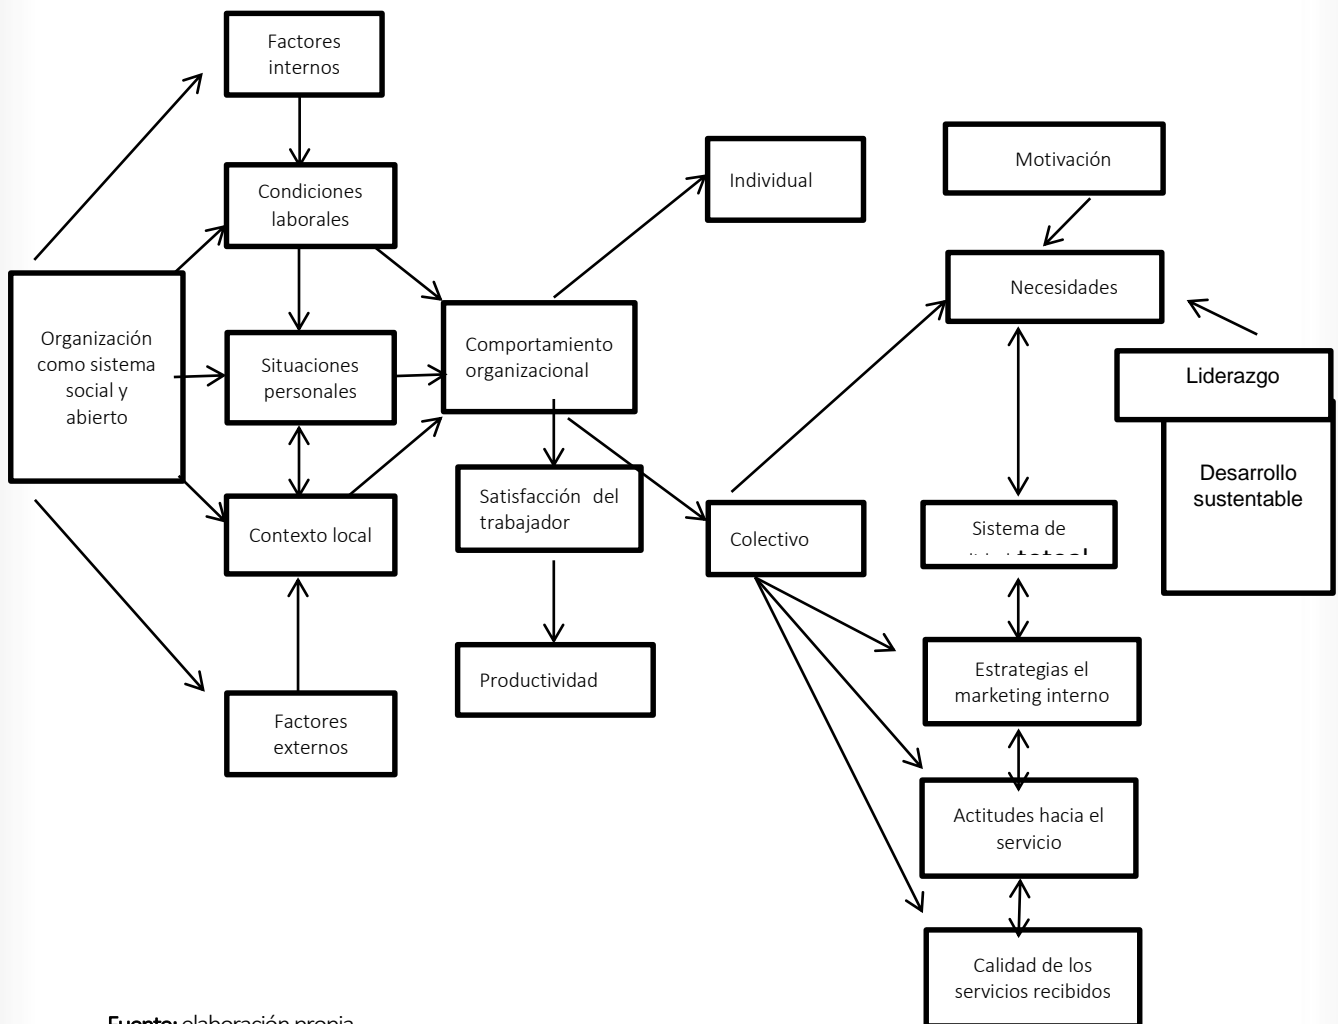 Factores
internos
Condiciones
laborales
Organización
como sistema
social y
abierto
Situaciones
personales
Contexto local
Factores
externos
Comportamiento
organizacional
Satisfacción del
trabajador
Productividad
Individual
Colectivo
Motivación
Necesidades
Liderazgo
Desarrollo
sustentable
Sistema de
Estrategias el
marketing interno
Actitudes hacia el
servicio
Calidad de los
servicios recibidos
Fuente: elaboración propia